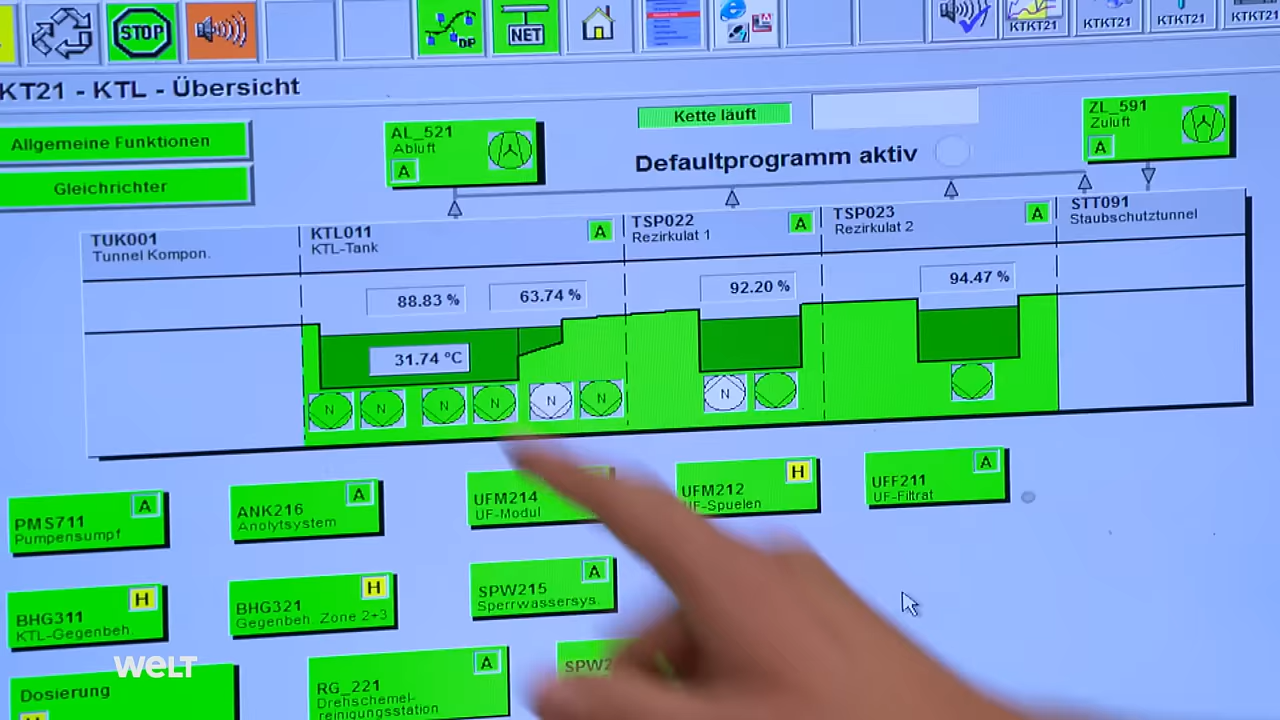 STOP
DP
NET
KTKT21
KTKT21
KTKT21
KTKT21
KT21 - KTL - Übersicht
Allgemeine Funktionen
Gleichrichter
AL_521
Abluft
A
Kette läuft
Defaultprogramm aktiv
ZL_591
Zuluft
A
TUK001
Tunnel Kompon.
KTL011
KTL-Tank
A
TSP022
Rezirkulat 1
A
TSP023
Rezirkulat 2
A
STT091
Staubschutztunnel
88.83 %
63.74 %
92.20 %
94.47 %
31.74 °C
N
N
N
N
N
N
N
PMS711
Pumpensumpf
A
ANK216
Anolytsystem
A
UFM214
UF-Modul
UFM212
UF-Spuelen
H
UFF211
UF-Filtrat
A
BHG311
KTL-Gegenbeh.
H
BHG321
Gegenbeh. Zone 2+3
H
SPW215
Sperrwassersys.
A
Dosierung
RG_221
Drehschemel-
reinigungsstation
A
SPW2
welt